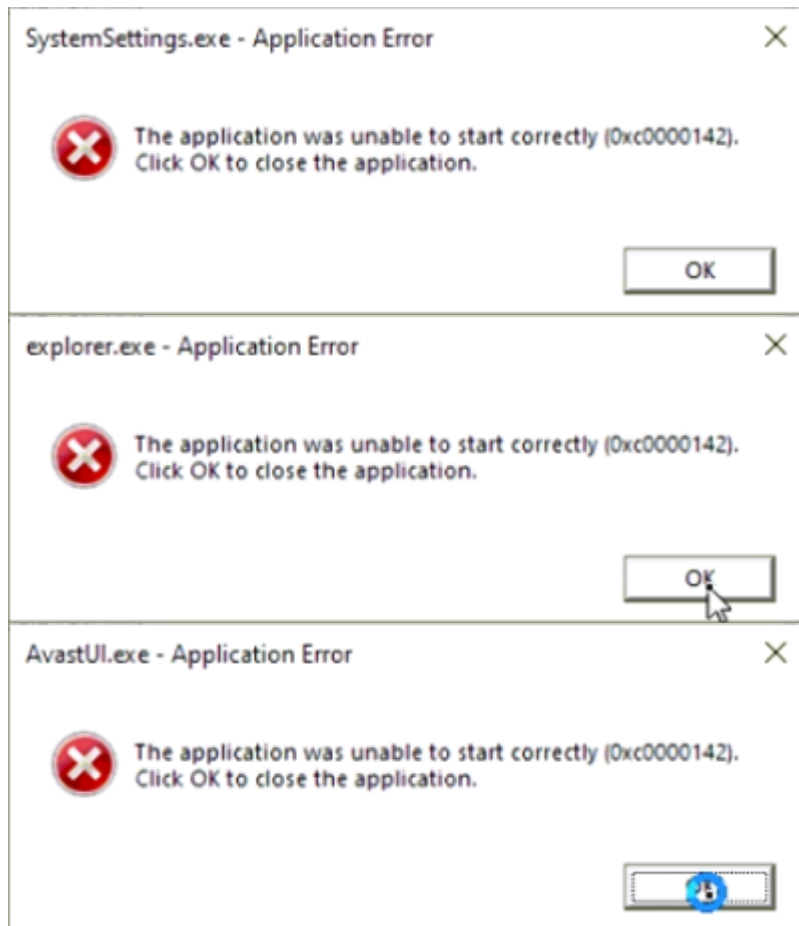 SystemSettings.exe - Application Error
The application was unable to start correctly (0xc0000142).
Click OK to close the application.
OK
explorer.exe - Application Error
The application was unable to start correctly (0xc0000142).
Click OK to close the application.
OK
AvastUI.exe - Application Error
The application was unable to start correctly (0xc0000142).
Click OK to close the application.